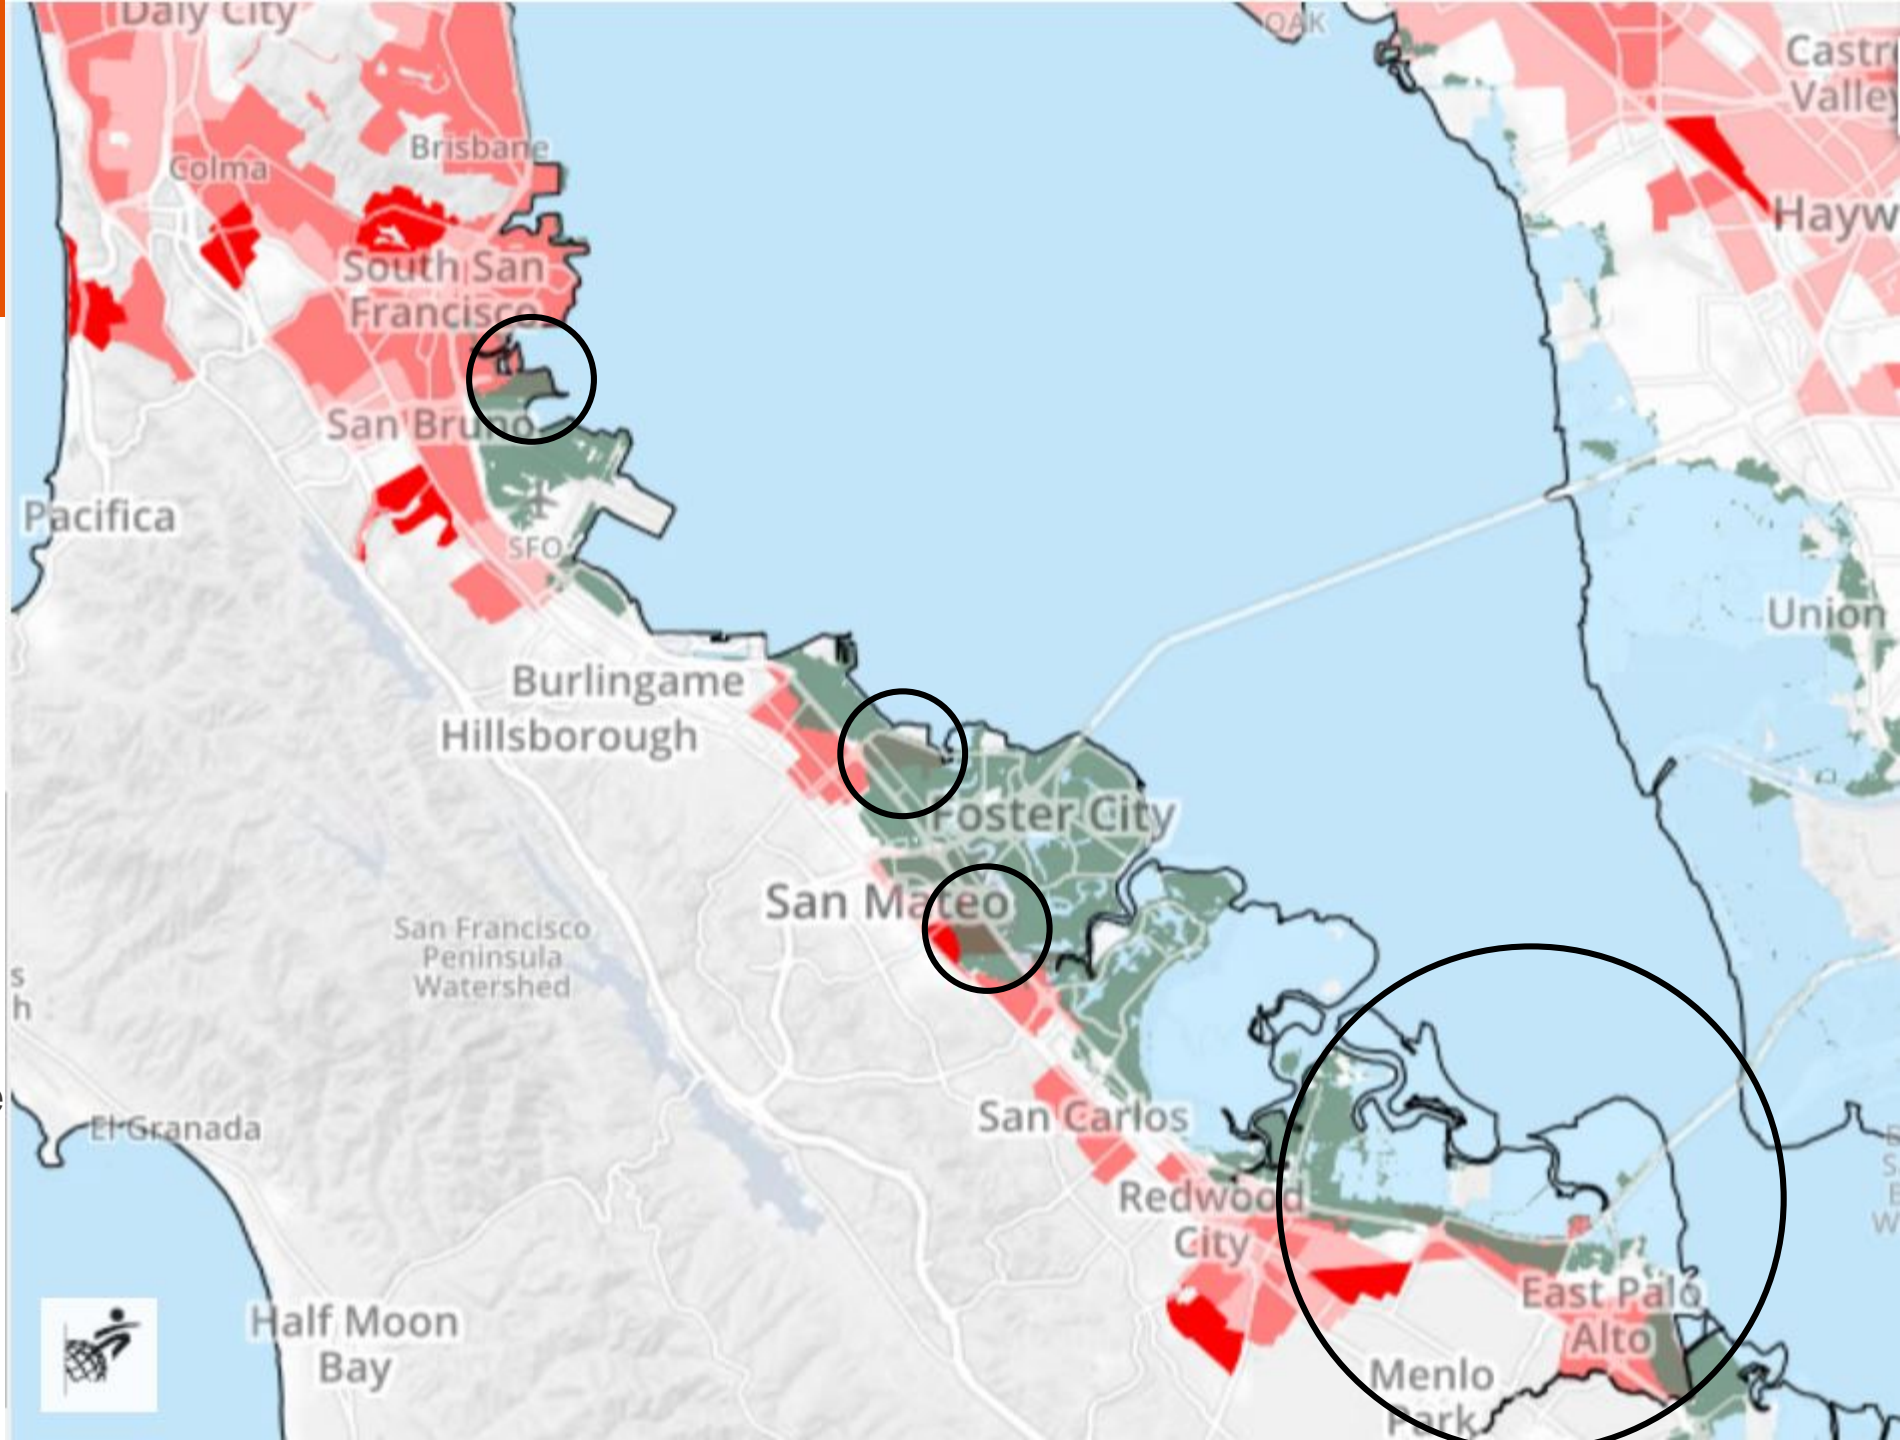 Daly City
OAK
Brisbane
Colma
South San
Francisco
San Bruno
Pacifica
SFO
Hayw
Union
Burlingame
Hillsborough
Foster City
San Mateo
San Francisco
Peninsula
Watershed
s
h
San Carlos
El Granada
Redwood
City
East Palo
Alto
Half Moon
Bay
Menlo
Park
Castr
Valley